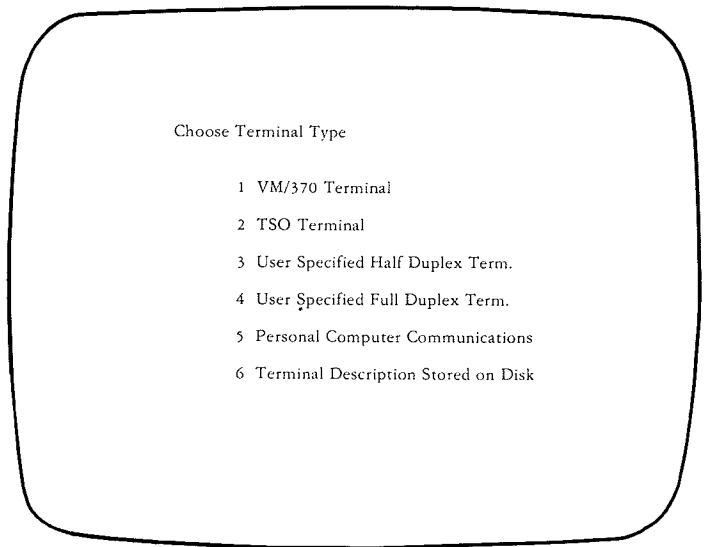 Choose Terminal Type
1 VM/370 Terminal
2 TSO Terminal
3 User Specified Half Duplex Term.
4 User Specified Full Duplex Term.
5 Personal Computer Communications
6 Terminal Description Stored on Disk